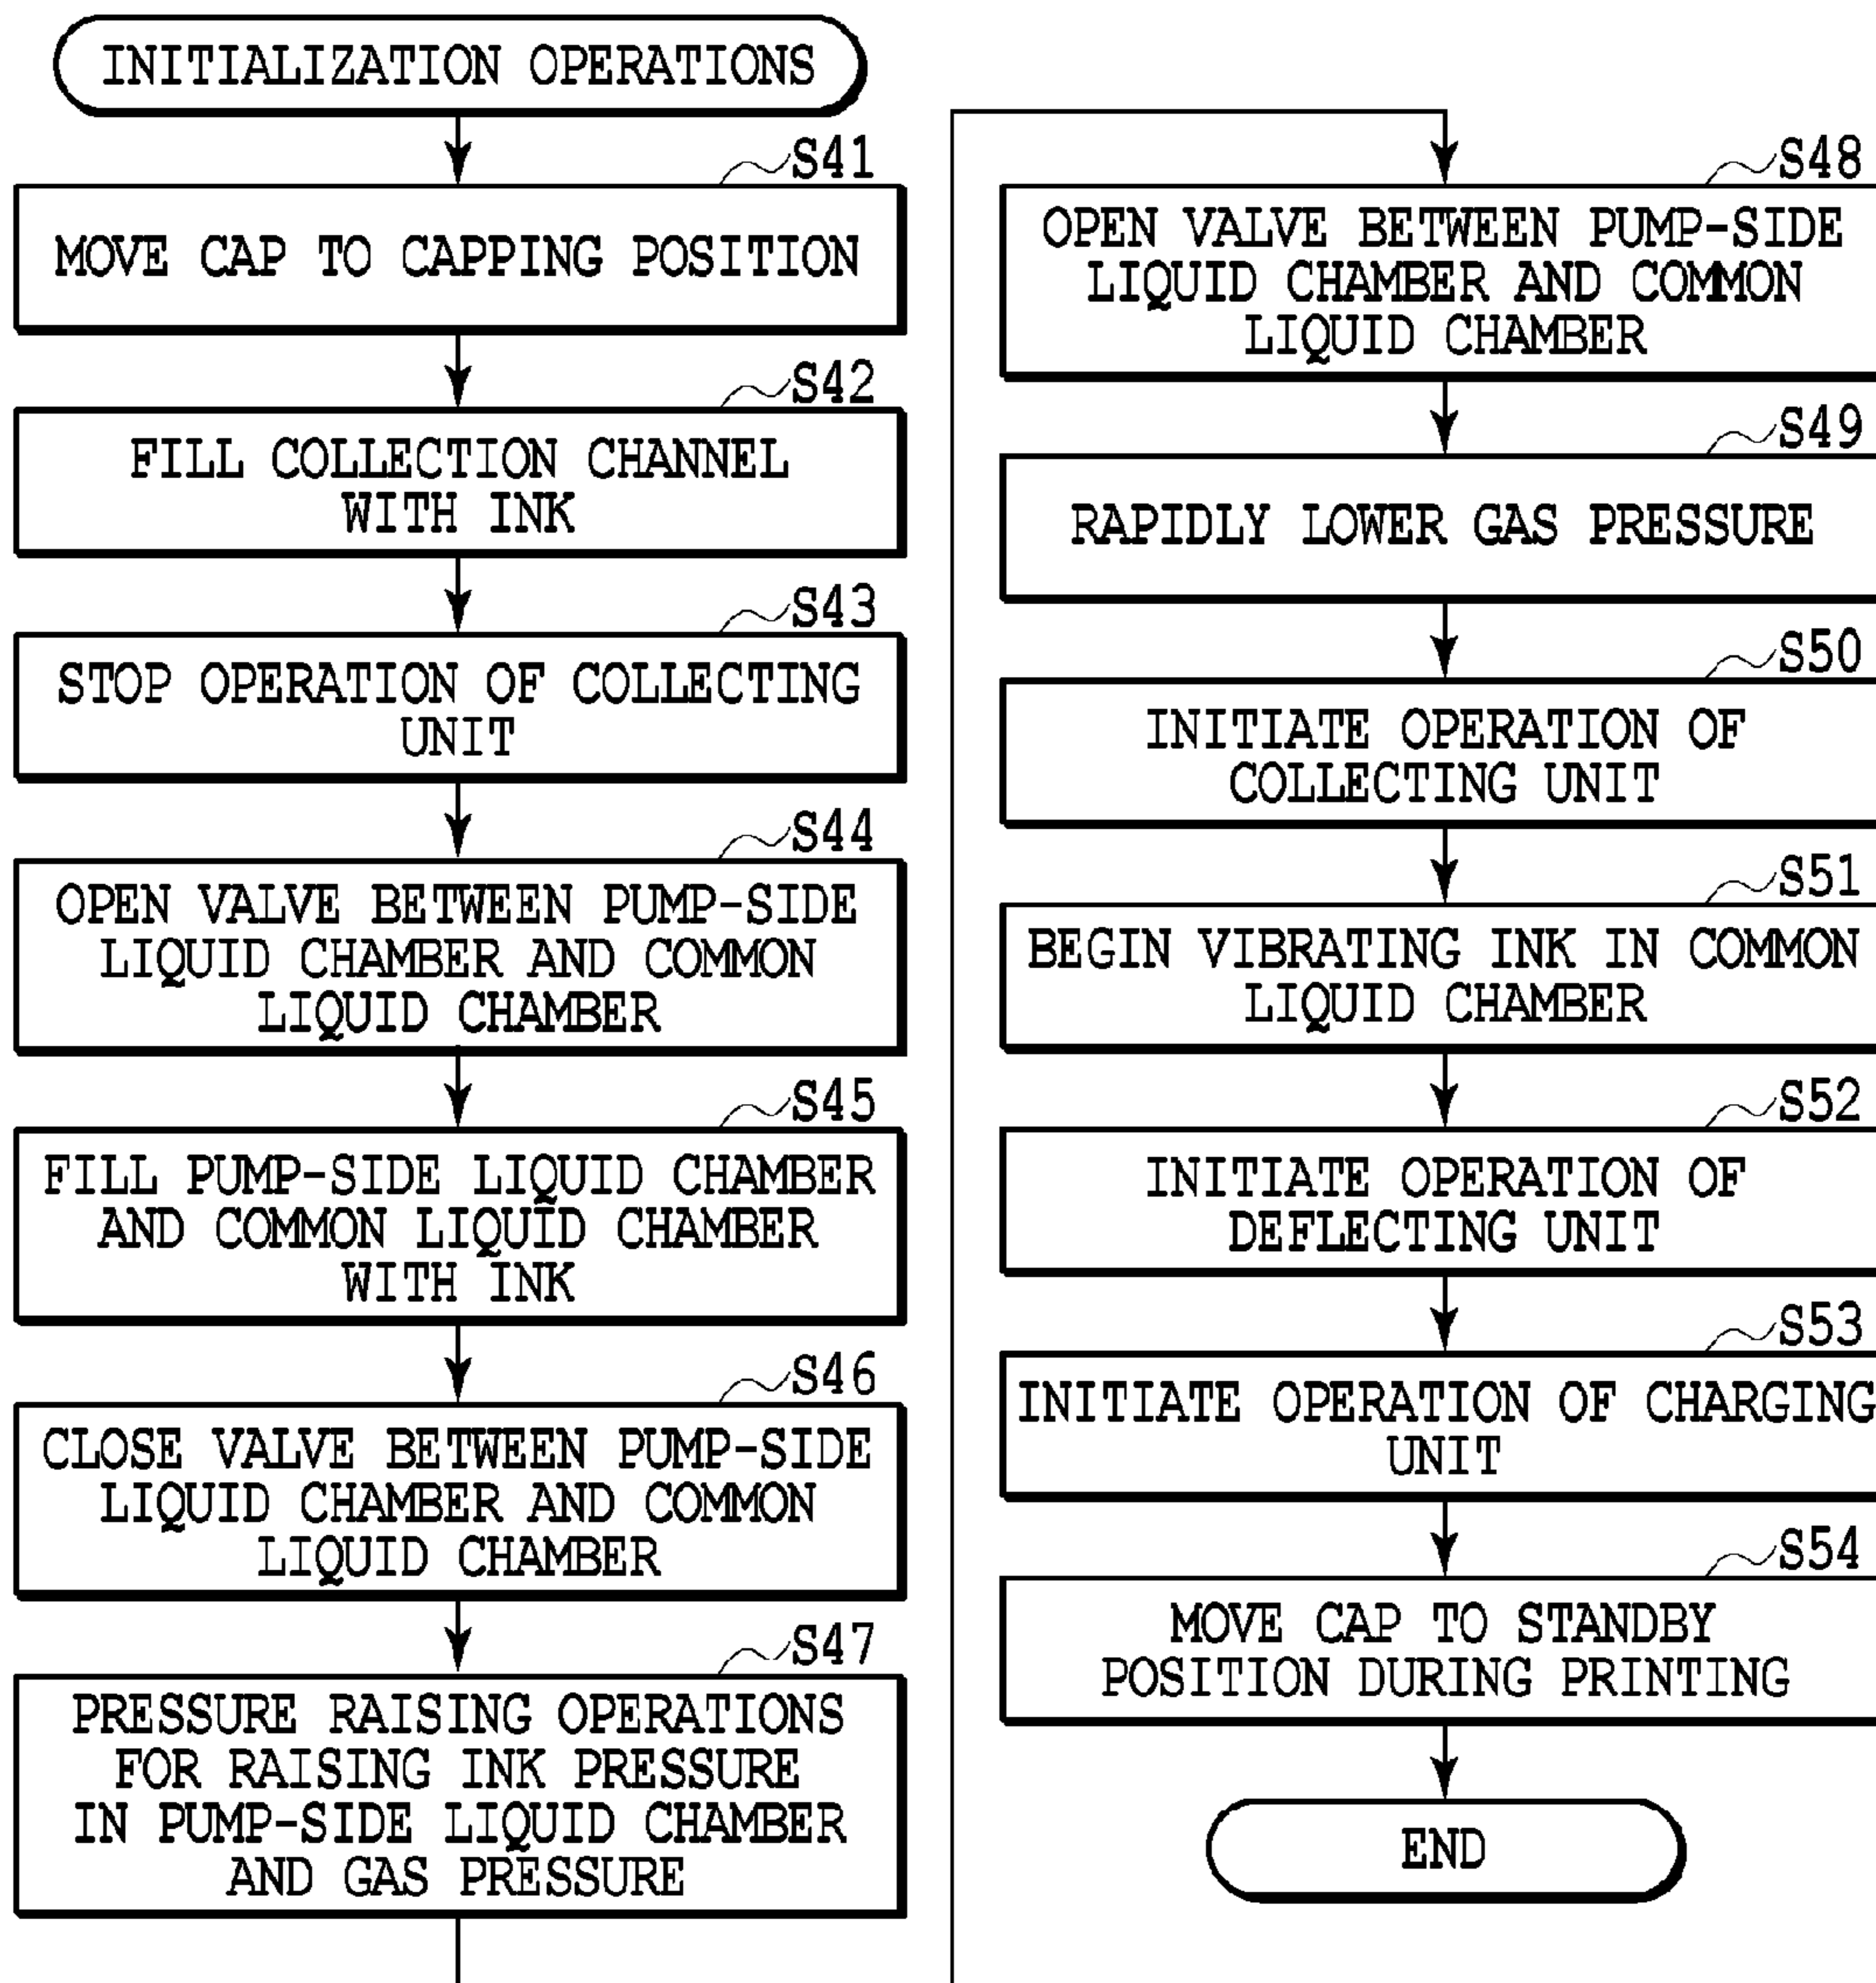 INITIALIZATION OPERATIONS
S41
MOVE CAP TO CAPPING POSITION
S42
FILL COLLECTION CHANNEL
WITH INK
S43
STOP OPERATION OF COLLECTING
UNIT
S44
OPEN VALVE BETWEEN PUMP-SIDE
LIQUID CHAMBER AND COMMON
LIQUID CHAMBER
S45
FILL PUMP-SIDE LIQUID CHAMBER
AND COMMON LIQUID CHAMBER
WITH INK
S46
CLOSE VALVE BETWEEN PUMP-SIDE
LIQUID CHAMBER AND COMMON
LIQUID CHAMBER
S47
PRESSURE RAISING OPERATIONS
FOR RAISING INK PRESSURE
IN PUMP-SIDE LIQUID CHAMBER
AND GAS PRESSURE
S48
OPEN VALVE BETWEEN PUMP-SIDE
LIQUID CHAMBER AND COMMON
LIQUID CHAMBER
S49
RAPIDLY LOWER GAS PRESSURE
S50
INITIATE OPERATION OF
COLLECTING UNIT
S51
BEGIN VIBRATING INK IN COMMON
LIQUID CHAMBER
S52
INITIATE OPERATION OF
DEFLECTING UNIT
S53
INITIATE OPERATION OF CHARGING
UNIT
S54
MOVE CAP TO STANDBY
POSITION DURING PRINTING
END